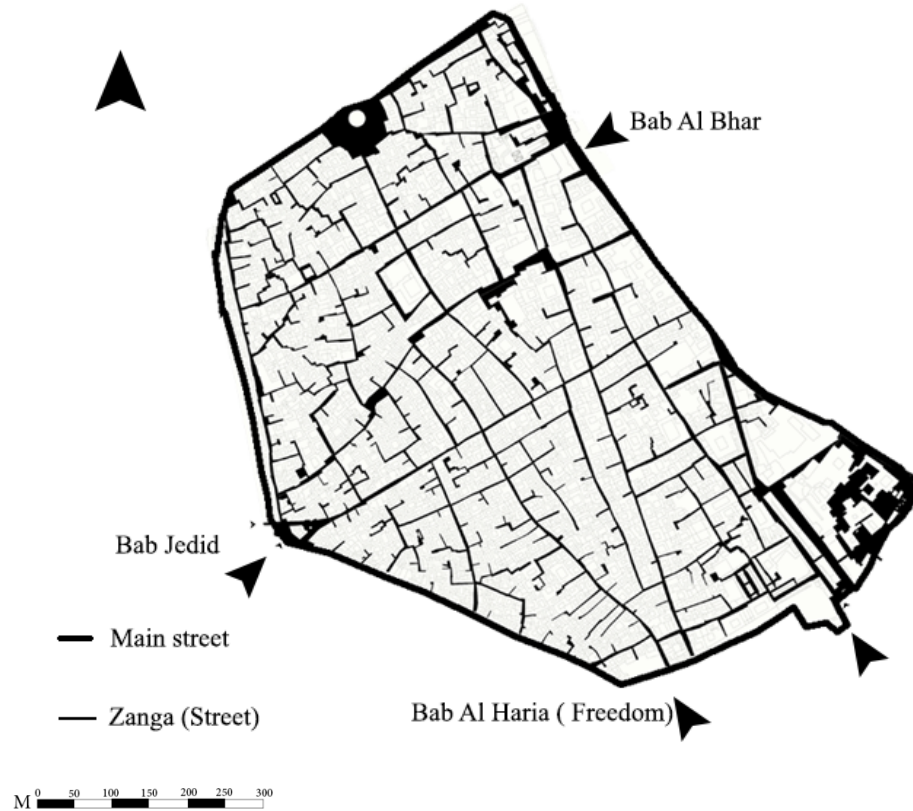 Bab Al Bhar
Bab Jedid
Main street
Zanga (Street)
Bab Al Haria ( Freedom)
M 0 50 100 150 200 250 300